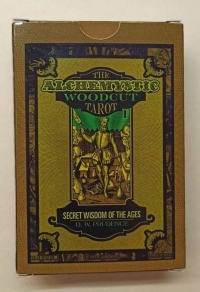 THE
ALCHEMYSTIC
WOODCUT
TAROT
SECRET WISDOM OF THE AGES
D. W. PRUDENCE